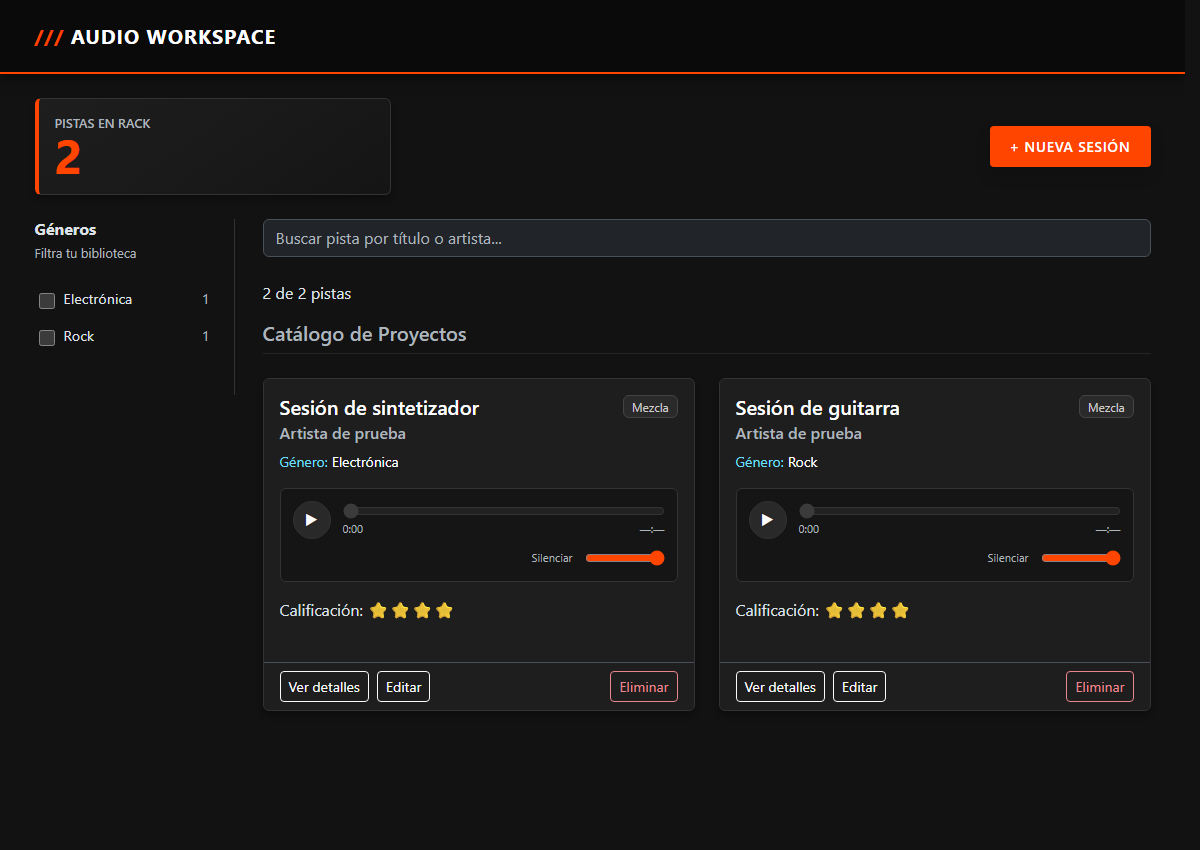 /// AUDIO WORKSPACE
PISTAS EN RACK
2
+ NUEVA SESIÓN
Géneros
Filtra tu biblioteca
Electrónica 1
Rock 1
Buscar pista por título o artista...
2 de 2 pistas
Catálogo de Proyectos
Sesión de sintetizador
Mezcla
Artista de prueba
Género: Electrónica
0:00 —:—
Silenciar
Calificación: ⭐⭐⭐⭐
Ver detalles Editar Eliminar
Sesión de guitarra
Mezcla
Artista de prueba
Género: Rock
0:00 —:—
Silenciar
Calificación: ⭐⭐⭐⭐
Ver detalles Editar Eliminar